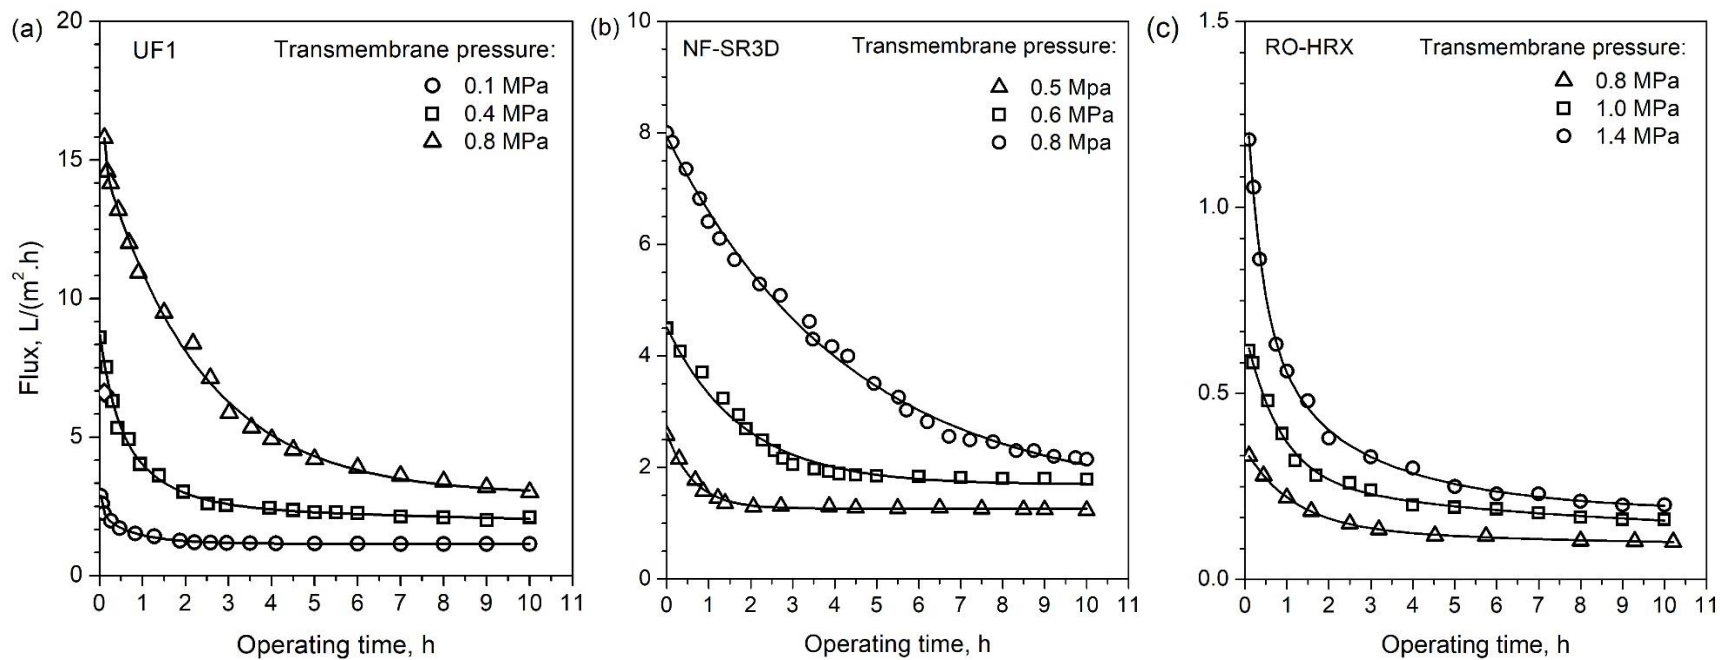 (a)
UF1
Transmembrane pressure:
0.1 MPa
0.4 MPa
0.8 MPa
20
15
10
5
0
Flux, L/(m².h)
0 1 2 3 4 5 6 7 8 9 10 11
Operating time, h
(b)
NF-SR3D
Transmembrane pressure:
0.5 Mpa
0.6 MPa
0.8 Mpa
10
8
6
4
2
0
0 1 2 3 4 5 6 7 8 9 10 11
Operating time, h
(c)
RO-HRX
Transmembrane pressure:
0.8 MPa
1.0 MPa
1.4 MPa
1.5
1.0
0.5
0.0
0 1 2 3 4 5 6 7 8 9 10 11
Operating time, h